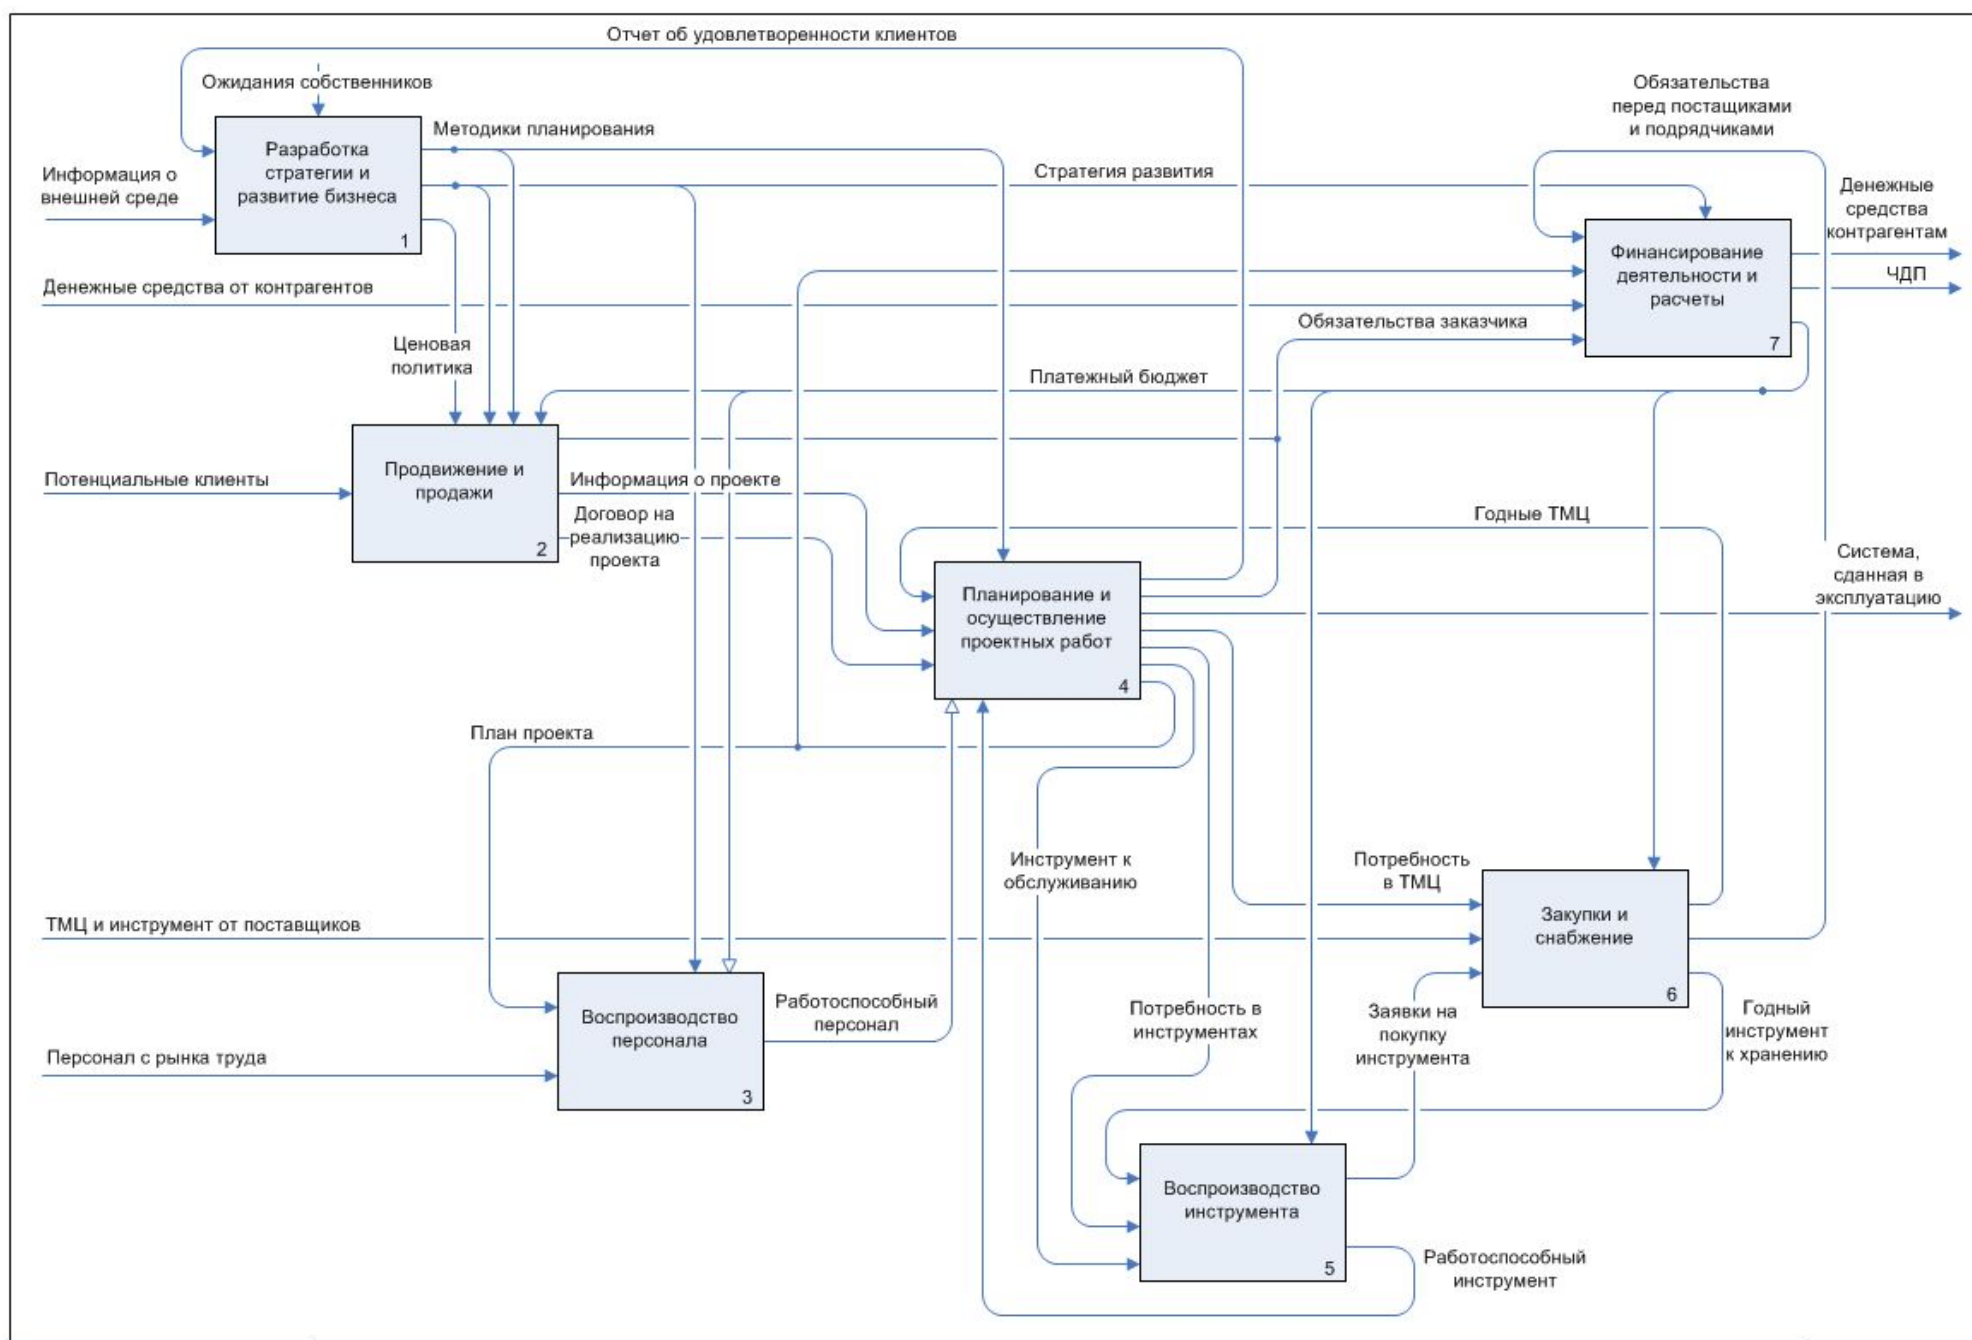 Отчет об удовлетворенности клиентов
Ожидания собственников
Методики планирования
Разработка
стратегии и
развитие бизнеса
1
Информация о
внешней среде
Обязательства
перед постащиками
и подрядчиками
Стратегия развития
Денежные
средства
контрагентам
Финансирование
деятельности и
расчеты
7
ЧДП
Денежные средства от контрагентов
Обязательства заказчика
Ценовая
политика
Платежный бюджет
Продвижение и
продажи
2
Потенциальные клиенты
Информация о проекте
Договор на
реализацию
проекта
Годные ТМЦ
Система,
сданная в
эксплуатацию
Планирование и
осуществление
проектных работ
4
План проекта
Инструмент к
обслуживанию
Потребность
в ТМЦ
ТМЦ и инструмент от поставщиков
Закупки и
снабжение
6
Воспроизводство
персонала
3
Работоспособный
персонал
Персонал с рынка труда
Потребность в
инструментах
Заявки на
покупку
инструмента
Годный
инструмент
к хранению
Воспроизводство
инструмента
5
Работоспособный
инструмент